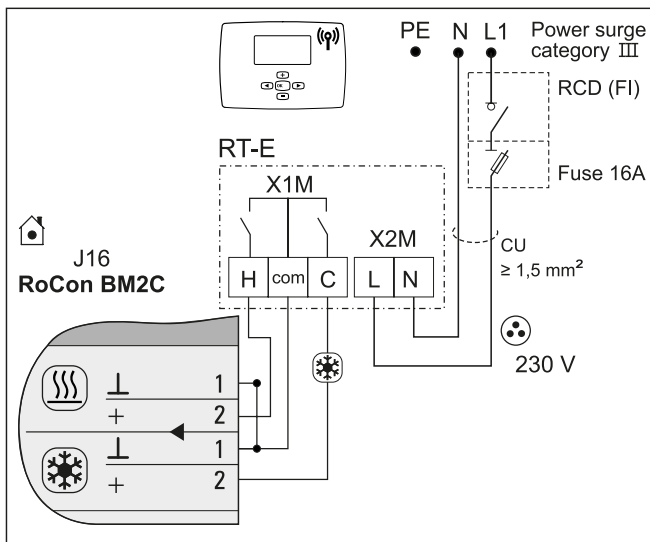 PE N L1 Power surge
category III
RCD (FI)
RT-E
Fuse 16A
X1M
X2M
J16
RoCon BM2C
H com C L N
CU
≥ 1,5 mm²
230 V
⊥ 1
+ 2
⊥ 1
+ 2